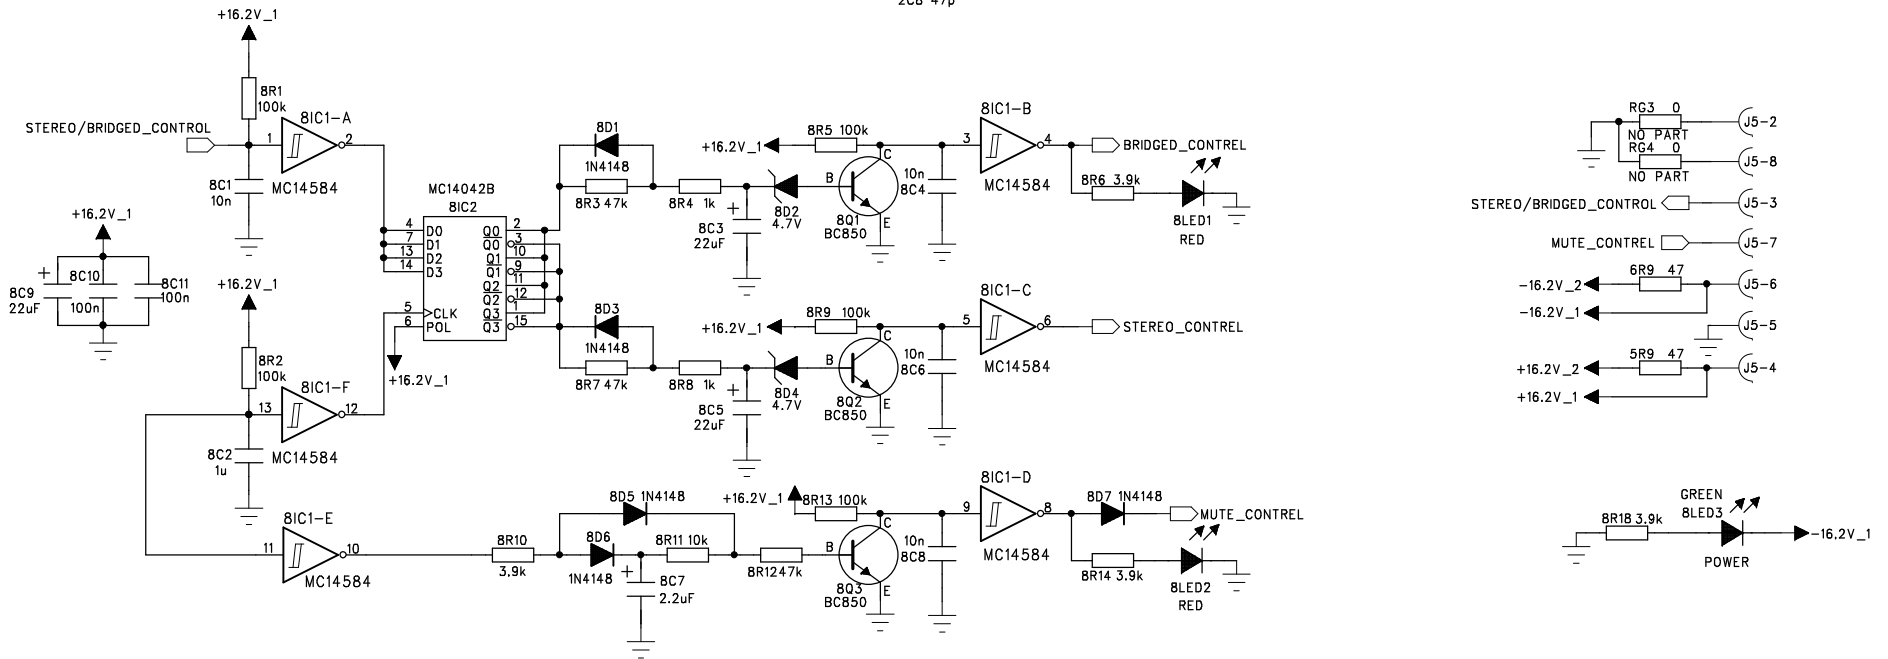 2C8 47p
+16.2V_1
8R1
100k
STEREO/BRIDGED_CONTROL
1
8IC1-A
2
MC14584
8C1
10n
+16.2V_1
8C9
22uF
8C10
100n
8C11
100n
+16.2V_1
8R2
100k
13
8IC1-F
12
MC14584
8C2
1u
11
8IC1-E
10
MC14584
MC14042B
8IC2
4 D0
7 D1
13 D2
14 D3
5 CLK
6 POL
Q0 2
Q0 3
Q1 10
Q1 9
Q2 11
Q2 12
Q3 1
Q3 15
+16.2V_1
8D1
1N4148
8R3 47k
8R4 1k
8C3
22uF
+16.2V_1
8R5 100k
8D2
4.7V
B
C
E
8Q1
BC850
10n
8C4
3
8IC1-B
4
MC14584
BRIDGED_CONTREL
8R6 3.9k
8LED1
RED
8D3
1N4148
8R7 47k
8R8 1k
8C5
22uF
+16.2V_1
8R9 100k
8D4
4.7V
B
C
E
8Q2
BC850
10n
8C6
5
8IC1-C
6
MC14584
STEREO_CONTREL
8R10
3.9k
8D5 1N4148
8D6
1N4148
8C7
2.2uF
8R11 10k
8R12 47k
+16.2V_1
8R13 100k
B
C
E
8Q3
BC850
10n
8C8
9
8IC1-D
8
MC14584
8D7 1N4148
MUTE_CONTREL
8R14 3.9k
8LED2
RED
RG3 0
NO PART
J5-2
RG4 0
NO PART
J5-8
STEREO/BRIDGED_CONTROL
J5-3
MUTE_CONTREL
J5-7
-16.2V_2
6R9 47
J5-6
-16.2V_1
J5-5
+16.2V_2
5R9 47
J5-4
+16.2V_1
GREEN
8LED3
8R18 3.9k
-16.2V_1
POWER